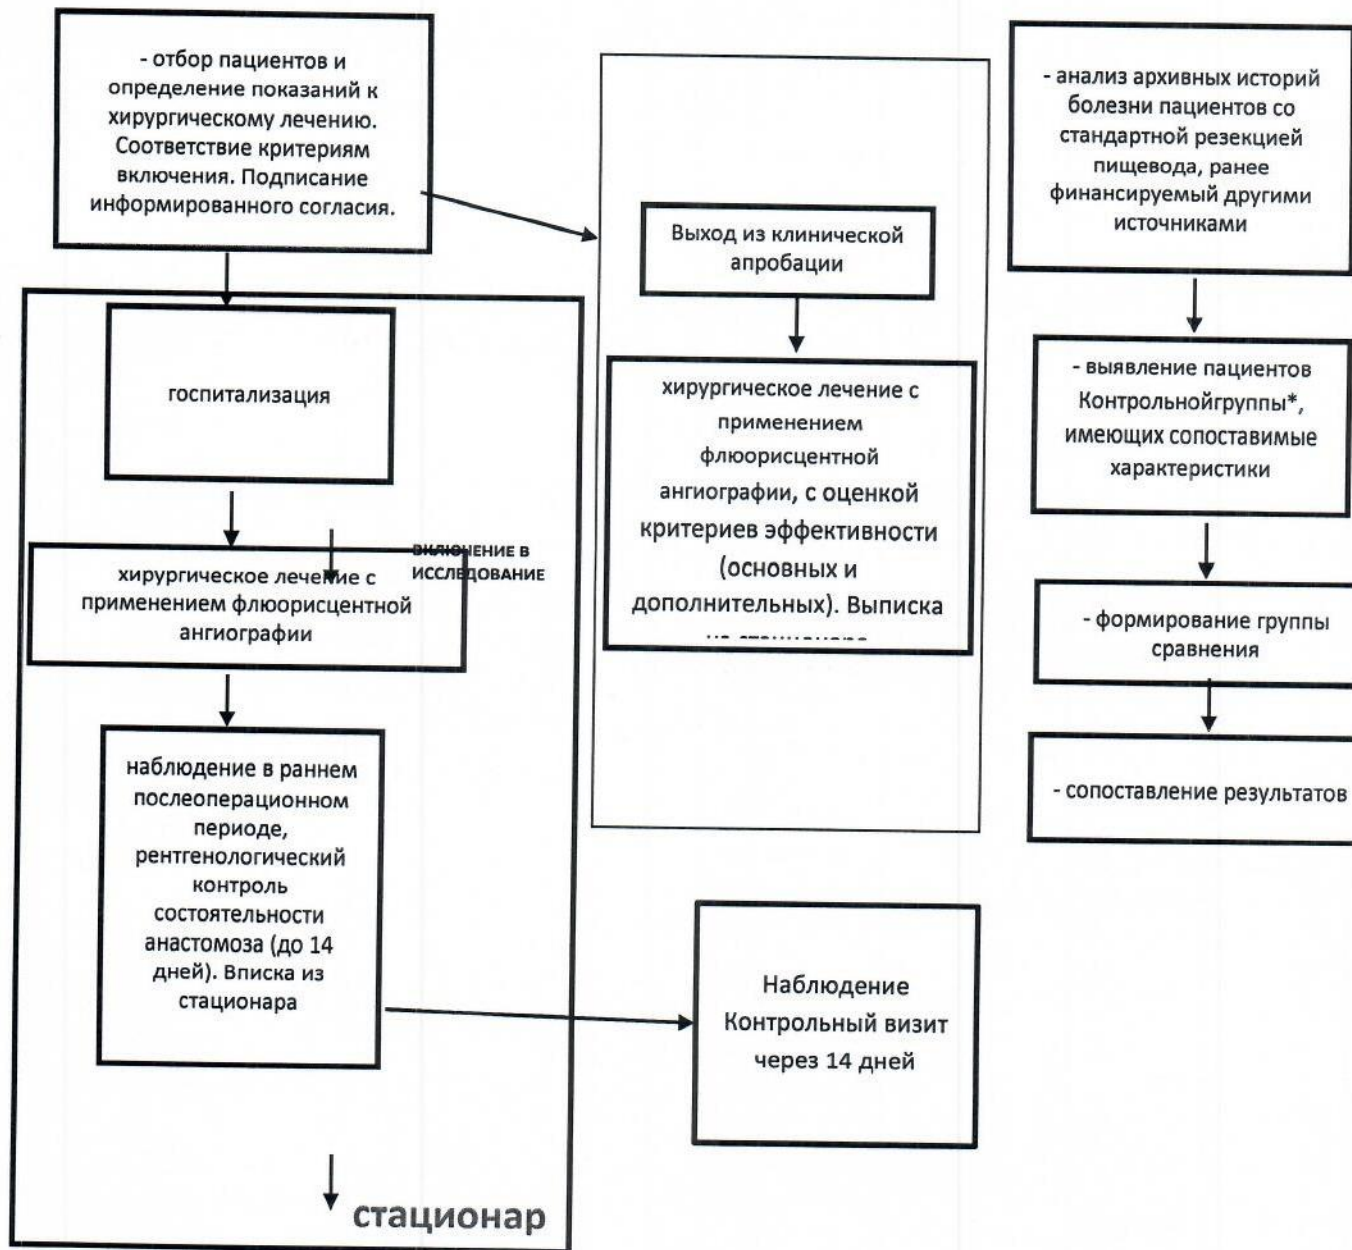 - отбор пациентов и
определение показаний к
хирургическому лечению.
Соответствие критериям
включения. Подписание
информированного согласия.
госпитализация
ВКЛЮЧЕНИЕ В
ИССЛЕДОВАНИЕ
хирургическое лечение с
применением флюорисцентной
ангиографии
наблюдение в раннем
послеоперационном
периоде,
рентгенологический
контроль
состоятельности
анастомоза (до 14
дней). Вписка из
стационара
стационар
Выход из клинической
апробации
хирургическое лечение с
применением
флюорисцентной
ангиографии, с оценкой
критериев эффективности
(основных и
дополнительных). Выписка
Наблюдение
Контрольный визит
через 14 дней
- анализ архивных историй
болезни пациентов со
стандартной резекцией
пищевода, ранее
финансируемый другими
источниками
- выявление пациентов
Контрольнойгруппы*,
имеющих сопоставимые
характеристики
- формирование группы
сравнения
- сопоставление результатов